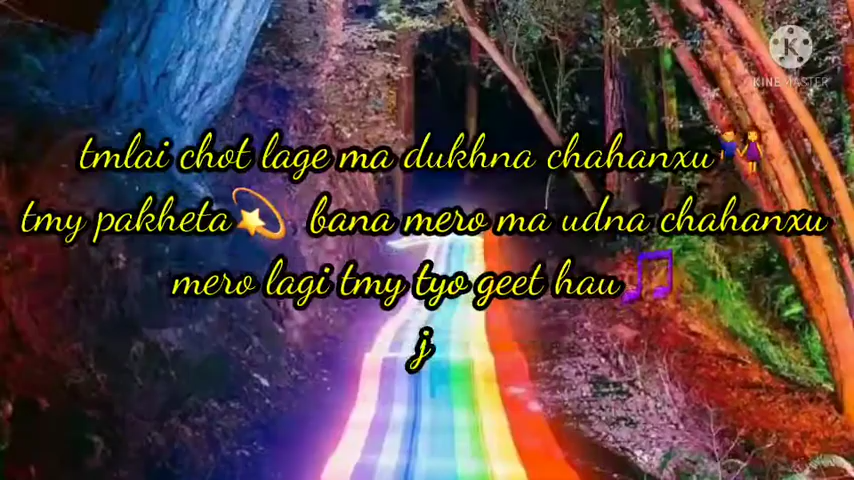 KINEMASTER
tmlai chot lage ma dukhna chahanxu👫
tmy pakheta💫 bana mero ma udna chahanxu
mero lagi tmy tyo geet hau🎵
j